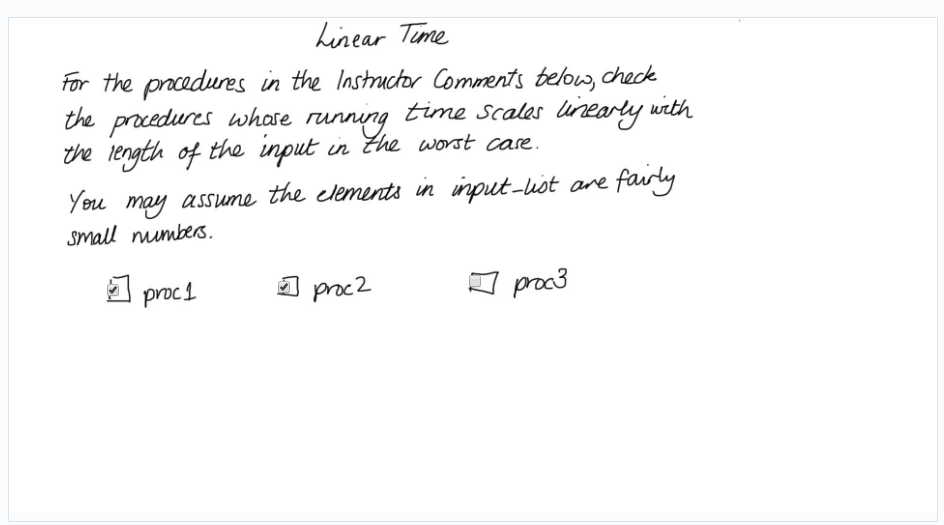 Linear Time
For the procedures in the Instructor Comments below, check
the procedures whose running time scales linearly with
the length of the input in the worst case.
You may assume the elements in input-list are fairly
small numbers.
proc1 proc2 proc3